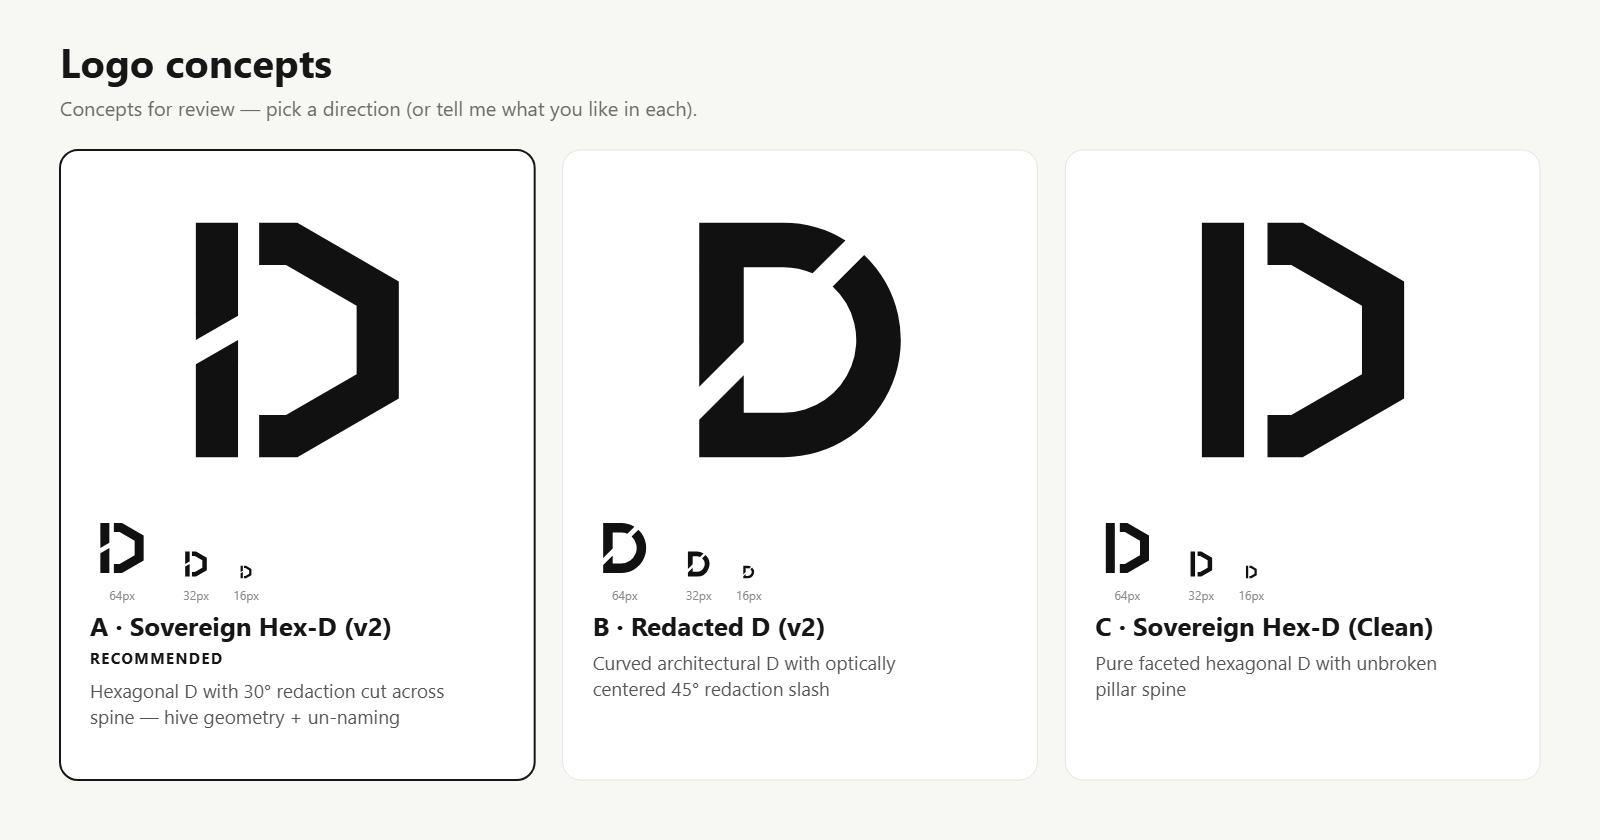 Logo concepts
Concepts for review — pick a direction (or tell me what you like in each).
64px 32px 16px
A · Sovereign Hex-D (v2)
RECOMMENDED
Hexagonal D with 30° redaction cut across
spine — hive geometry + un-naming
64px 32px 16px
B · Redacted D (v2)
Curved architectural D with optically
centered 45° redaction slash
64px 32px 16px
C · Sovereign Hex-D (Clean)
Pure faceted hexagonal D with unbroken
pillar spine